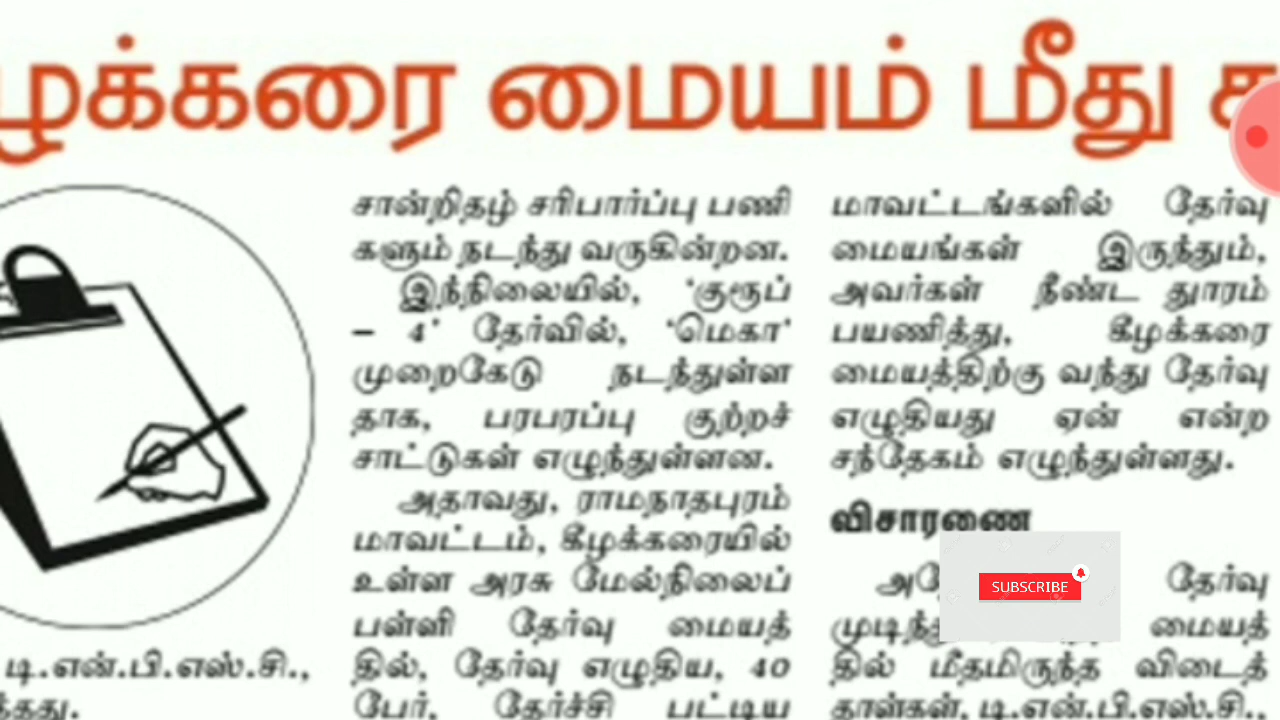 ழக்கரை மையம் மீது
டி.என்.பி.எஸ்.சி.,
சான்றிதழ் சரிபார்ப்பு பணி
களும் நடந்து வருகின்றன.
இந்நிலையில், 'குரூப்
– 4' தேர்வில், 'மெகா'
முறைகேடு நடந்துள்ள
தாக, பரபரப்பு குற்றச்
சாட்டுகள் எழுந்துள்ளன.
அதாவது, ராமநாதபுரம்
மாவட்டம், கீழக்கரையில்
உள்ள அரசு மேல்நிலைப்
பள்ளி தேர்வு மையத்
தில், தேர்வு எழுதிய, 40
பேர், தேர்ச்சி பட்டிய
மாவட்டங்களில் தேர்வு
மையங்கள் இருந்தும்,
அவர்கள் நீண்ட தூரம்
பயணித்து, கீழக்கரை
மையத்திற்கு வந்து தேர்வு
எழுதியது ஏன் என்ற
சந்தேகம் எழுந்துள்ளது.
விசாரணை
தேர்வு
மையத்
தில் மீதமிருந்த விடைத்
தாள்கள், டி.என்.பி.எஸ்.சி.,
SUBSCRIBE